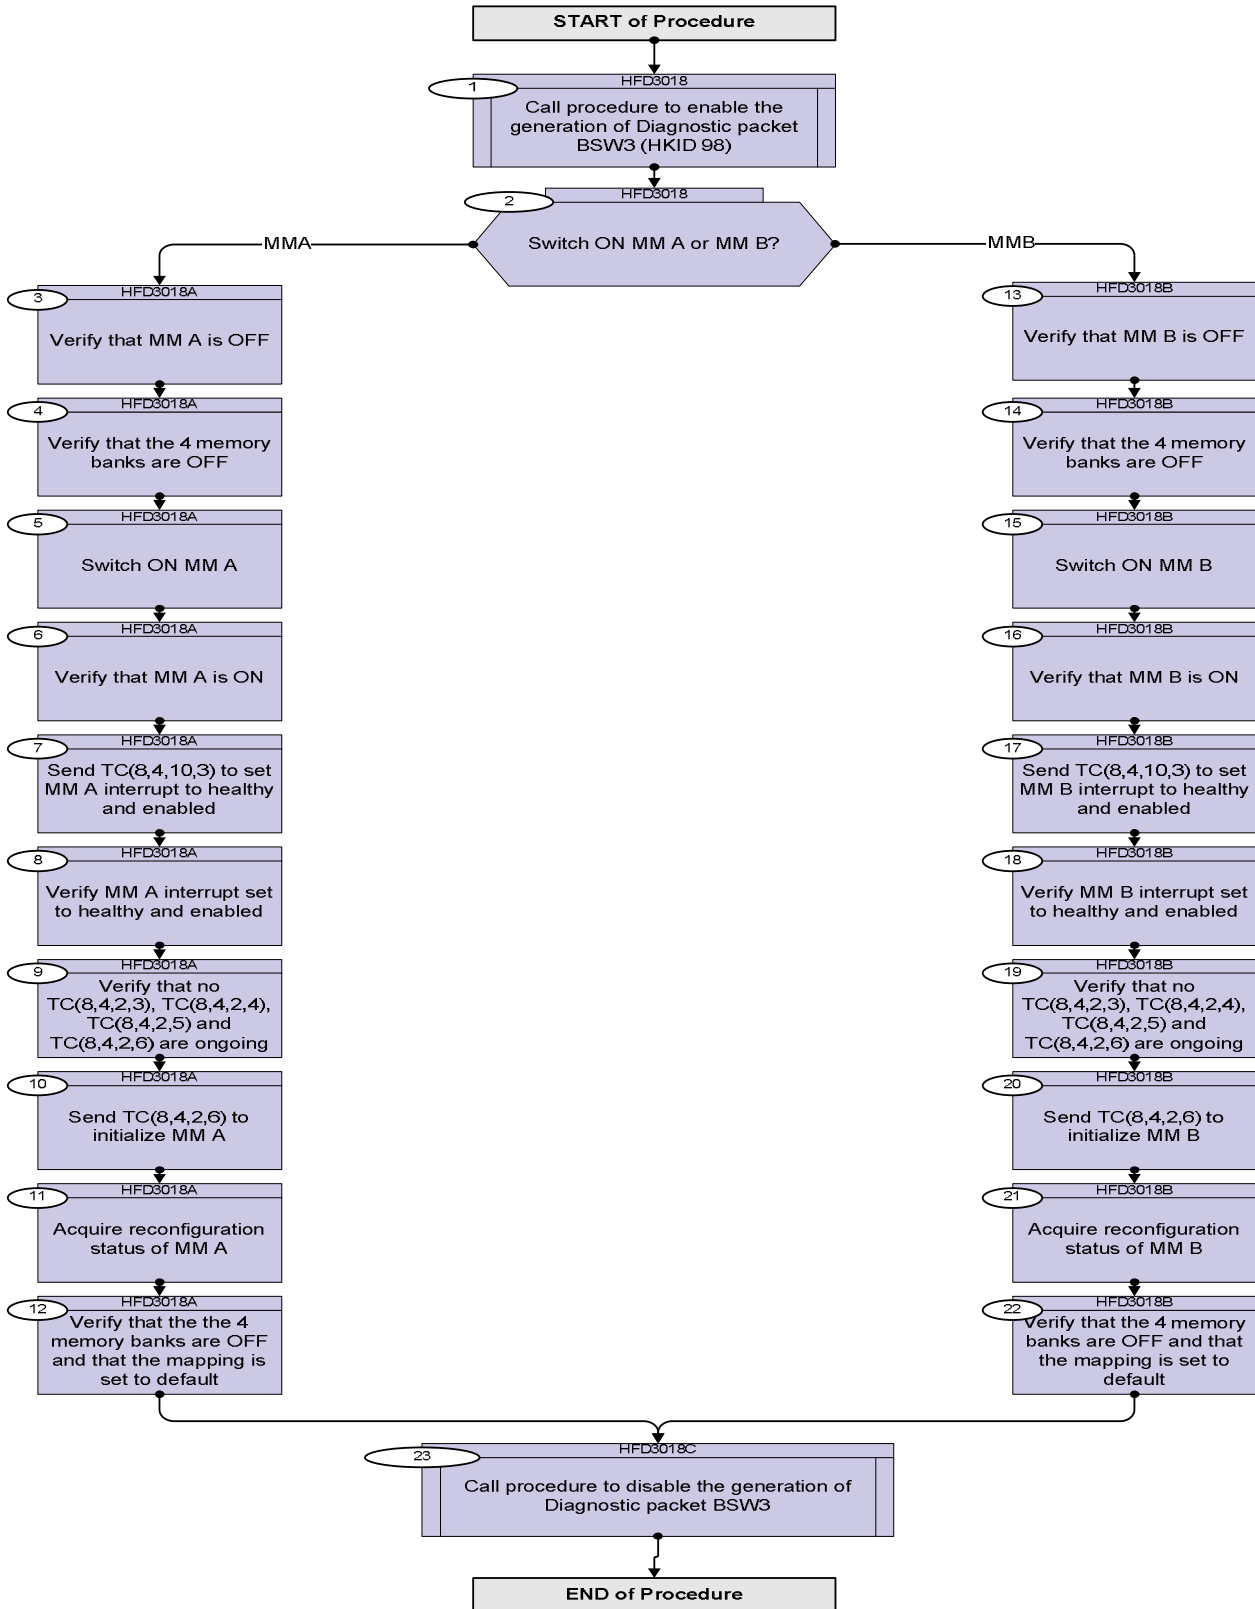 START of Procedure
HFD3018
1
Call procedure to enable the
generation of Diagnostic packet
BSW3 (HKID 98)
HFD3018
2
Switch ON MM A or MM B?
MMA
MMB
HFD3018A
3
Verify that MM A is OFF
HFD3018A
4
Verify that the 4 memory
banks are OFF
HFD3018A
5
Switch ON MM A
HFD3018A
6
Verify that MM A is ON
HFD3018A
7
Send TC(8,4,10,3) to set
MM A interrupt to healthy
and enabled
HFD3018A
8
Verify MM A interrupt set
to healthy and enabled
HFD3018A
9
Verify that no
TC(8,4,2,3), TC(8,4,2,4),
TC(8,4,2,5) and
TC(8,4,2,6) are ongoing
HFD3018A
10
Send TC(8,4,2,6) to
initialize MM A
HFD3018A
11
Acquire reconfiguration
status of MM A
HFD3018A
12
Verify that the the 4
memory banks are OFF
and that the mapping is
set to default
HFD3018B
13
Verify that MM B is OFF
HFD3018B
14
Verify that the 4 memory
banks are OFF
HFD3018B
15
Switch ON MM B
HFD3018B
16
Verify that MM B is ON
HFD3018B
17
Send TC(8,4,10,3) to set
MM B interrupt to healthy
and enabled
HFD3018B
18
Verify MM B interrupt set
to healthy and enabled
HFD3018B
19
Verify that no
TC(8,4,2,3), TC(8,4,2,4),
TC(8,4,2,5) and
TC(8,4,2,6) are ongoing
HFD3018B
20
Send TC(8,4,2,6) to
initialize MM B
HFD3018B
21
Acquire reconfiguration
status of MM B
HFD3018B
22
Verify that the 4 memory
banks are OFF and that
the mapping is set to
default
HFD3018C
23
Call procedure to disable the generation of
Diagnostic packet BSW3
END of Procedure